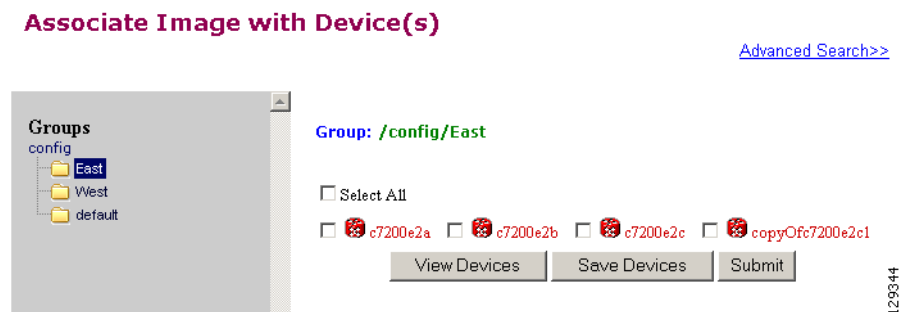 Associate Image with Device(s)
Advanced Search>>
Groups
config
East
West
default
Group: /config/East
Select All
c7200e2a c7200e2b c7200e2c copyOfc7200e2c1
View Devices Save Devices Submit
129344